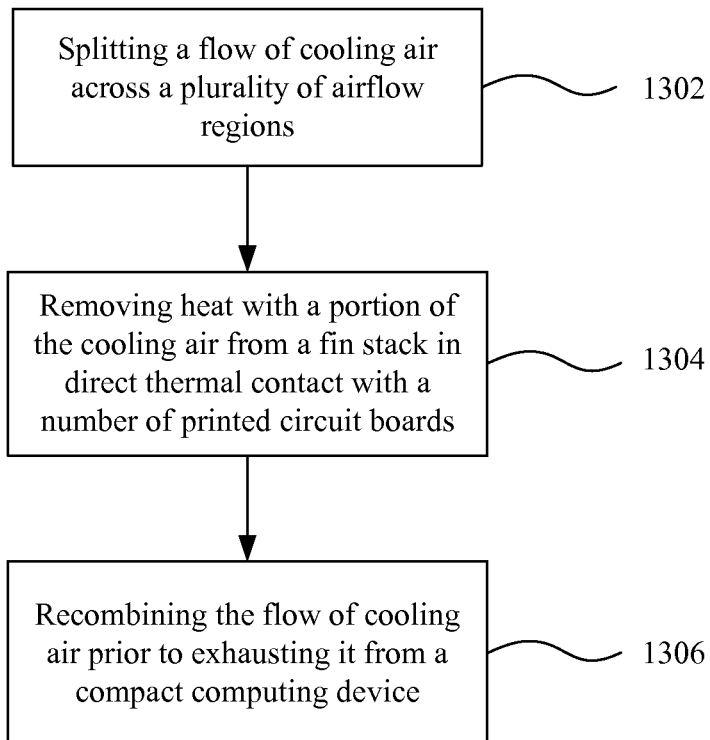 Splitting a flow of cooling air
across a plurality of airflow
regions
1302
Removing heat with a portion of
the cooling air from a fin stack in
direct thermal contact with a
number of printed circuit boards
1304
Recombining the flow of cooling
air prior to exhausting it from a
compact computing device
1306